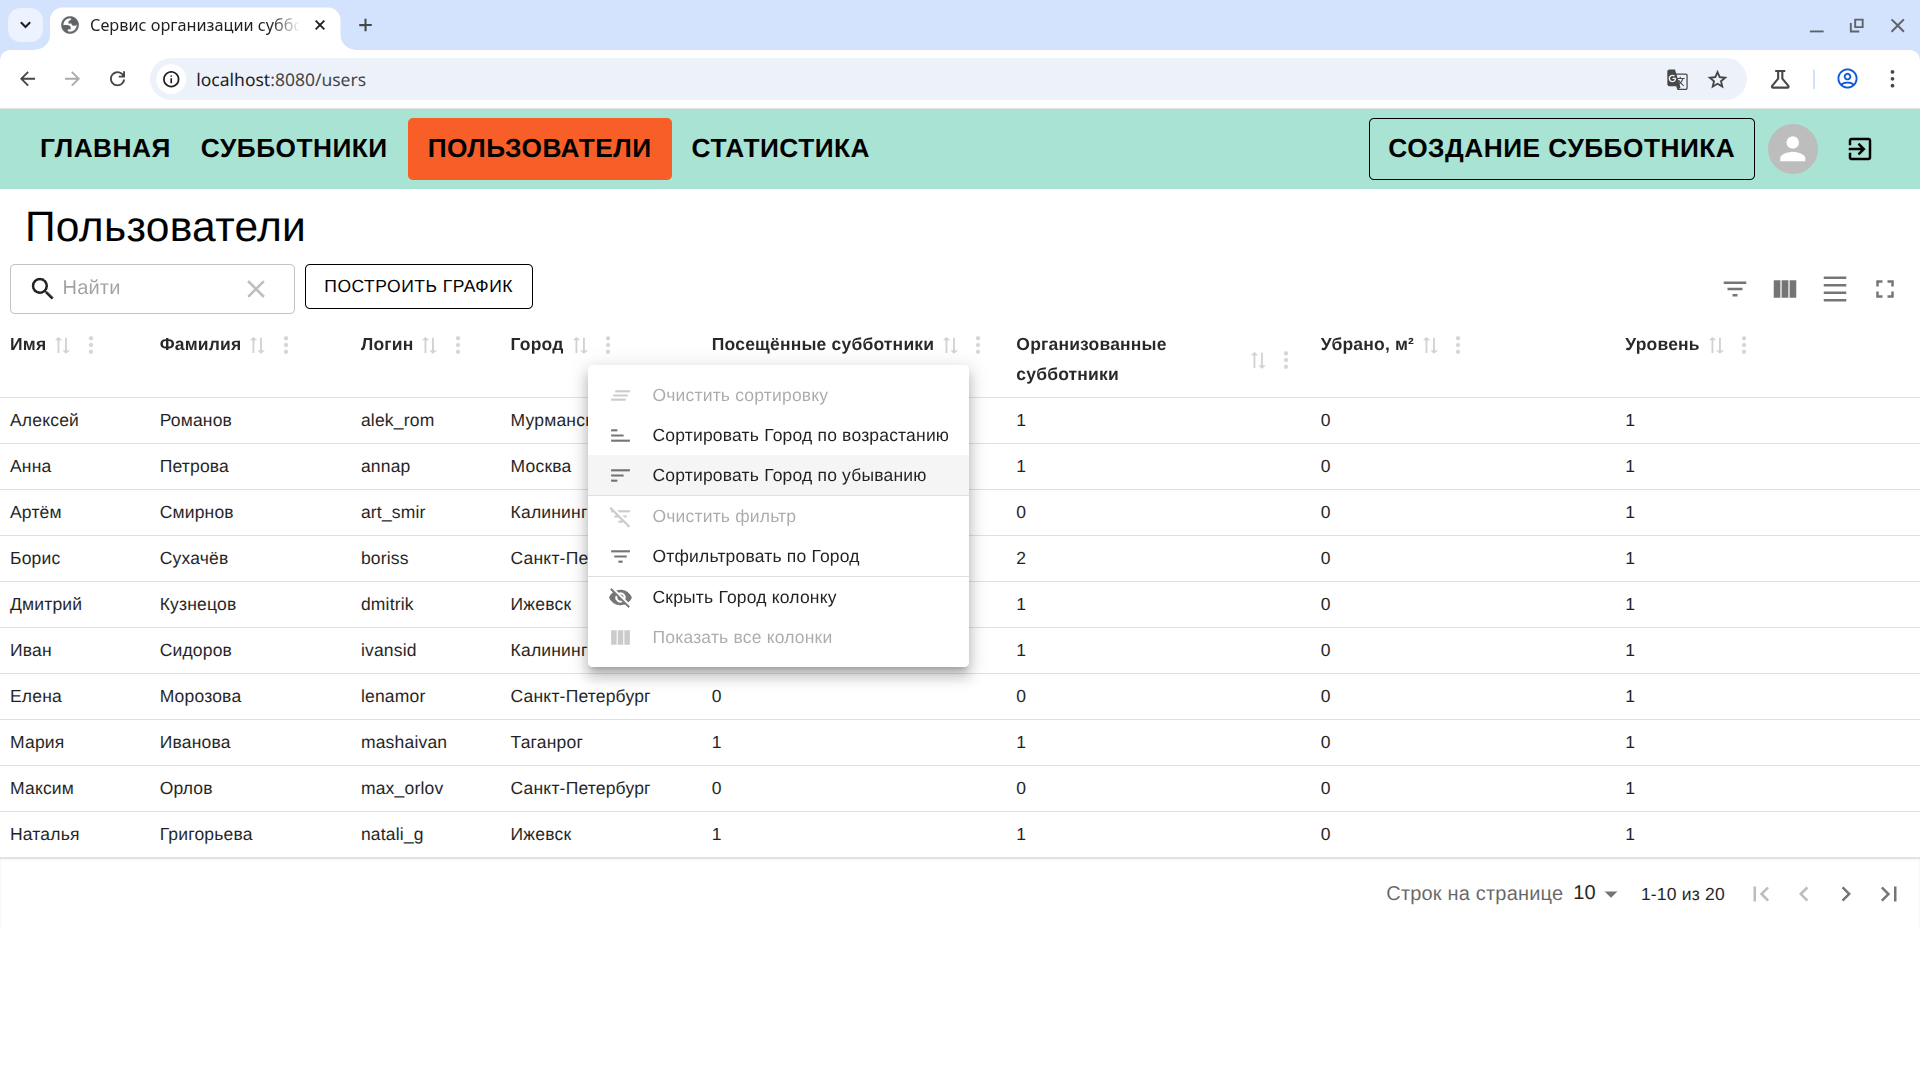 Сервис организации суббо
localhost:8080/users
ГЛАВНАЯ СУББОТНИКИ ПОЛЬЗОВАТЕЛИ СТАТИСТИКА СОЗДАНИЕ СУББОТНИКА
Пользователи
Найти ПОСТРОИТЬ ГРАФИК
Имя Фамилия Логин Город Посещённые субботники Организованные субботники Убрано, м² Уровень
Очистить сортировку
Сортировать Город по возрастанию
Сортировать Город по убыванию
Очистить фильтр
Отфильтровать по Город
Скрыть Город колонку
Показать все колонки
Алексей Романов alek_rom Мурманс 1 0 1
Анна Петрова annap Москва 1 0 1
Артём Смирнов art_smir Калининг 0 0 1
Борис Сухачёв boriss Санкт-Пе 2 0 1
Дмитрий Кузнецов dmitrik Ижевск 1 0 1
Иван Сидоров ivansid Калининг 1 0 1
Елена Морозова lenamor Санкт-Петербург 0 0 0 1
Мария Иванова mashaivan Таганрог 1 1 0 1
Максим Орлов max_orlov Санкт-Петербург 0 0 0 1
Наталья Григорьева natali_g Ижевск 1 1 0 1
Строк на странице 10 1-10 из 20